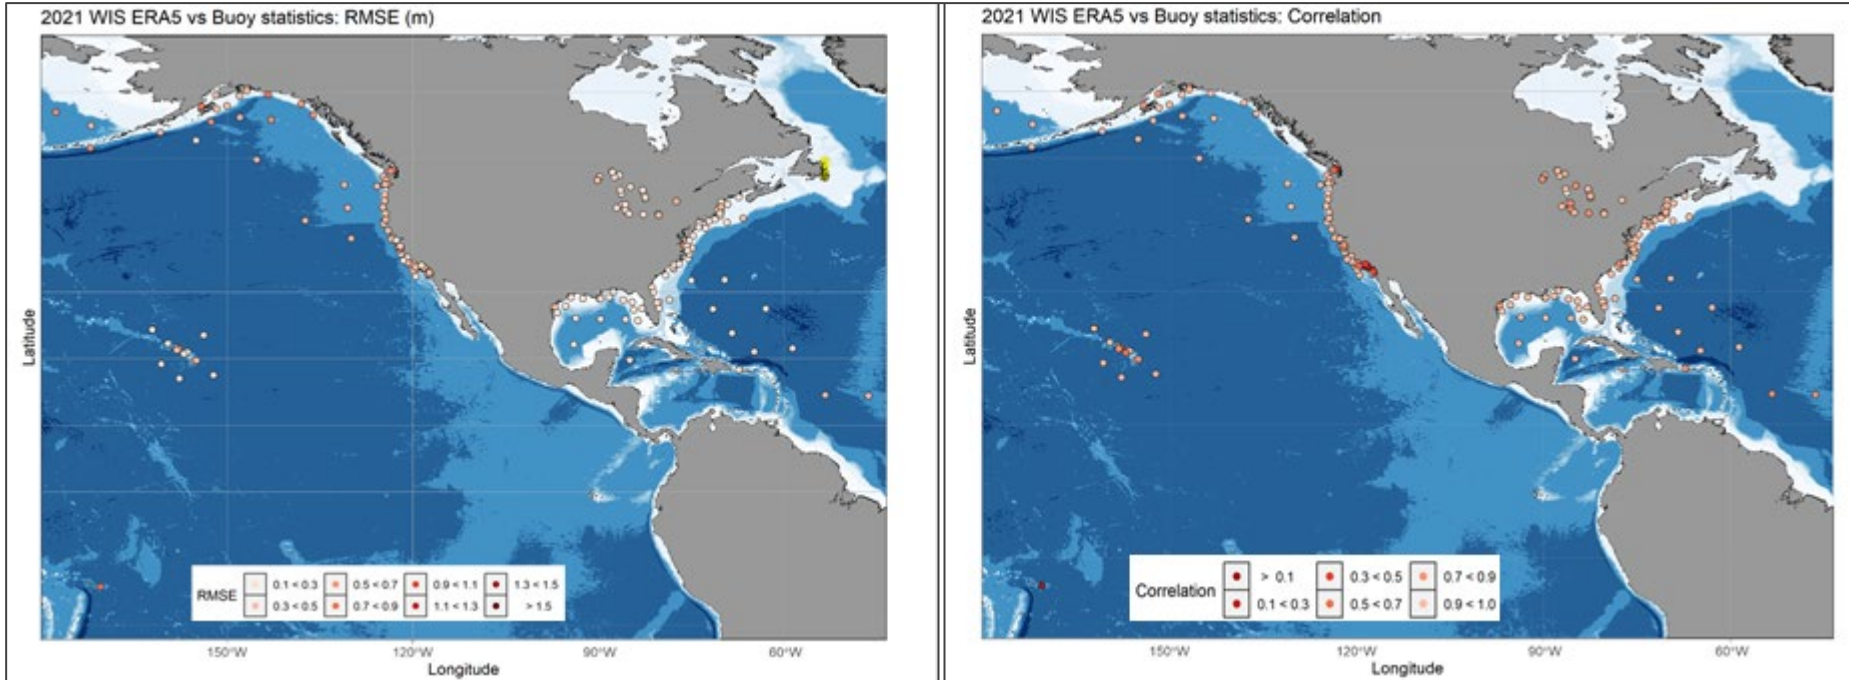 2021 WIS ERA5 vs Buoy statistics: RMSE (m)
Latitude
RMSE
0.1 < 0.3
0.5 < 0.7
0.9 < 1.1
1.3 < 1.5
0.3 < 0.5
0.7 < 0.9
1.1 < 1.3
> 1.5
150°W
120°W
90°W
60°W
Longitude
2021 WIS ERA5 vs Buoy statistics: Correlation
Latitude
Correlation
> 0.1
0.3 < 0.5
0.7 < 0.9
0.1 < 0.3
0.5 < 0.7
0.9 < 1.0
150°W
120°W
90°W
60°W
Longitude